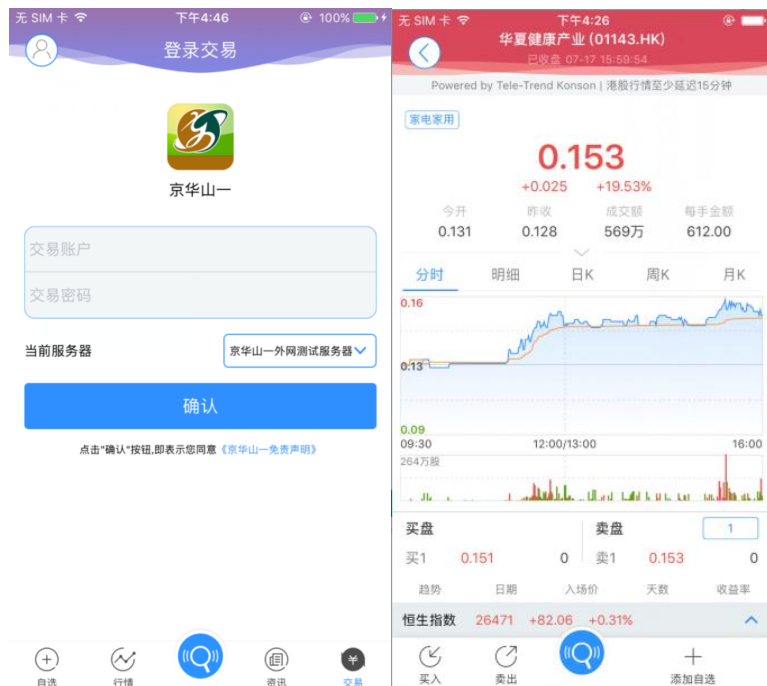 无 SIM 卡 下午4:46 100%
登录交易
京华山一
交易账户
交易密码
当前服务器 京华山一外网测试服务器
确认
点击"确认"按钮,即表示您同意《京华山一免责声明》
自选 行情 资讯 交易
无 SIM 卡 下午4:26
华夏健康产业 (01143.HK)
已收盘 07-17 15:59:54
Powered by Tele-Trend Konson | 港股行情至少延迟15分钟
家电家用
0.153
+0.025 +19.53%
今开 昨收 成交额 每手金额
0.131 0.128 569万 612.00
分时 明细 日K 周K 月K
0.16
0.13
0.09
09:30 12:00/13:00 16:00
264万股
买盘 卖盘 1
买1 0.151 0 卖1 0.153 0
趋势 日期 入场价 天数 收益率
恒生指数 26471 +82.06 +0.31%
买入 卖出 添加自选